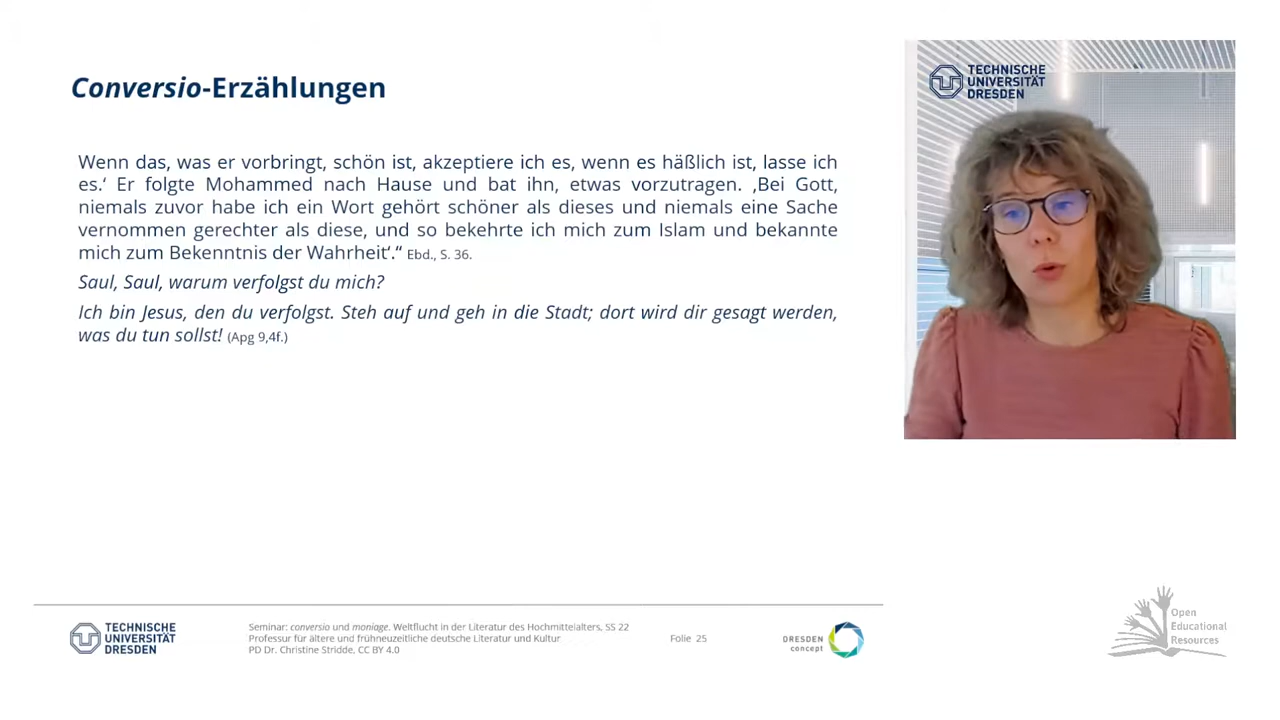 Conversio-Erzählungen
Wenn das, was er vorbringt, schön ist, akzeptiere ich es, wenn es häßlich ist, lasse ich
es.‘ Er folgte Mohammed nach Hause und bat ihn, etwas vorzutragen. ‚Bei Gott,
niemals zuvor habe ich ein Wort gehört schöner als dieses und niemals eine Sache
vernommen gerechter als diese, und so bekehrte ich mich zum Islam und bekannte
mich zum Bekenntnis der Wahrheit‘.“ Ebd., S. 36.
Saul, Saul, warum verfolgst du mich?
Ich bin Jesus, den du verfolgst. Steh auf und geh in die Stadt; dort wird dir gesagt werden,
was du tun sollst! (Apg 9,4f.)
TECHNISCHE
UNIVERSITÄT
DRESDEN
TECHNISCHE
UNIVERSITÄT
DRESDEN
Seminar: conversio und moniage. Weltflucht in der Literatur des Hochmittelalters, SS 22
Professur für ältere und frühneuzeitliche deutsche Literatur und Kultur
PD Dr. Christine Stridde, CC BY 4.0
Folie 25
DRESDEN
concept
Open
Educational
Resources